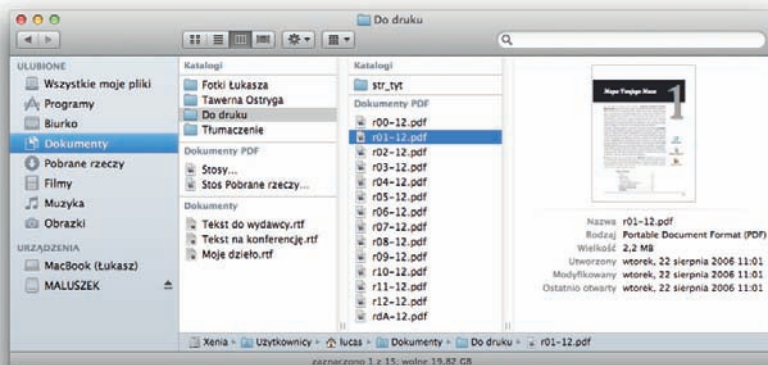 Do druku
ULUBIONE
Wszystkie moje pliki
Programy
Biurko
Dokumenty
Pobrane rzeczy
Filmy
Muzyka
Obrazki
URZĄDZENIA
MacBook (Łukasz)
MALUSZEK
Katalogi
Fotki Łukasza
Tawerna Ostryga
Do druku
Tłumaczenie
Dokumenty PDF
Stosy...
Stos Pobrane rzeczy...
Dokumenty
Tekst do wydawcy.rtf
Tekst na konferencję.rtf
Moje dzieło.rtf
Katalogi
str_tyt
Dokumenty PDF
r00-12.pdf
r01-12.pdf
r02-12.pdf
r03-12.pdf
r04-12.pdf
r05-12.pdf
r06-12.pdf
r07-12.pdf
r08-12.pdf
r09-12.pdf
r10-12.pdf
r11-12.pdf
r12-12.pdf
rdA-12.pdf
1
Nazwa r01-12.pdf
Rodzaj Portable Document Format (PDF)
Wielkość 2,2 MB
Utworzony wtorek, 22 sierpnia 2006 11:01
Modyfikowany wtorek, 22 sierpnia 2006 11:01
Ostatnio otwarty wtorek, 22 sierpnia 2006 11:01
Xenia Użytkownicy lucas Dokumenty Do druku r01-12.pdf
zaznaczono 1 z 15, wolne 19,82 GB